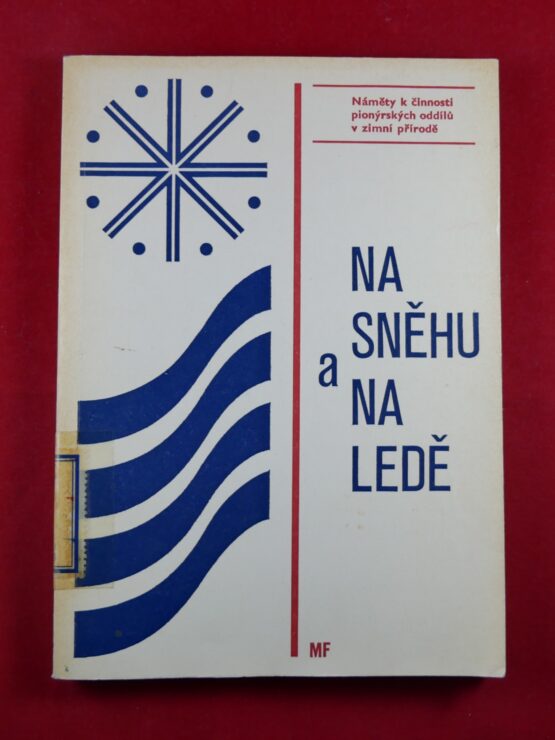 Náměty k činnosti
pionýrských oddílů
v zimní přírodě
NA
SNĚHU
a
NA
LEDĚ
MF